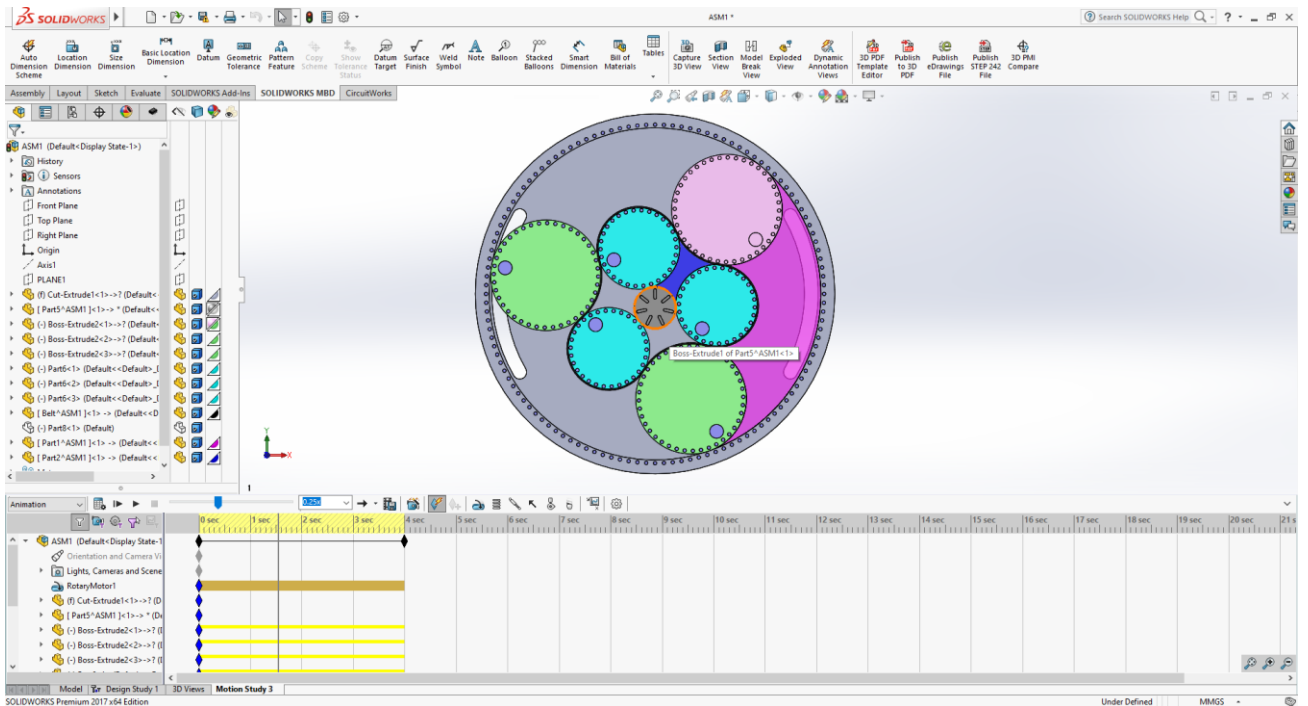 SOLIDWORKS
ASM1 *
Search SOLIDWORKS Help
Auto Dimension Scheme
Location Dimension
Size Dimension
Basic Location Dimension
Datum
Geometric Tolerance
Pattern Feature
Copy Scheme
Show Tolerance Status
Datum Target
Surface Finish
Weld Symbol
Note
Balloon
Stacked Balloons
Smart Dimension
Bill of Materials
Tables
Capture 3D View
Section View
Model Break View
Exploded View
Dynamic Annotation Views
3D PDF Template Editor
Publish to 3D PDF
Publish eDrawings File
Publish STEP 242 File
3D PMI Compare
Assembly Layout Sketch Evaluate SOLIDWORKS Add-Ins SOLIDWORKS MBD CircuitWorks
ASM1 (Default<Display State-1>)
History
Sensors
Annotations
Front Plane
Top Plane
Right Plane
Origin
Axis1
PLANE1
(f) Cut-Extrude1<1>->? (Default<
[ Part5^ASM1 ]<1>-> * (Default<
(-) Boss-Extrude2<1>->? (Default
(-) Boss-Extrude2<2>->? (Default
(-) Boss-Extrude2<3>->? (Default
(-) Part6<1> (Default<<Default>_
(-) Part6<2> (Default<<Default>_
(-) Part6<3> (Default<<Default>_
[ Belt^ASM1 ]<1> -> (Default<<D
(-) Part8<1> (Default)
[ Part1^ASM1 ]<1> -> (Default<<
[ Part2^ASM1 ]<1> -> (Default<<
Boss-Extrude1 of Part5^ASM1<1>
Y
X
1
Animation
0.25x
0 sec 1 sec 2 sec 3 sec 4 sec 5 sec 6 sec 7 sec 8 sec 9 sec 10 sec 11 sec 12 sec 13 sec 14 sec 15 sec 16 sec 17 sec 18 sec 19 sec 20 sec 21 s
ASM1 (Default<Display State-1
Orientation and Camera Vi
Lights, Cameras and Scene
RotaryMotor1
(f) Cut-Extrude1<1>->? (D
[ Part5^ASM1 ]<1>-> * (De
(-) Boss-Extrude2<1>->? (
(-) Boss-Extrude2<2>->? (
(-) Boss-Extrude2<3>->? (
Model Design Study 1 3D Views Motion Study 3
SOLIDWORKS Premium 2017 x64 Edition
Under Defined
MMGS